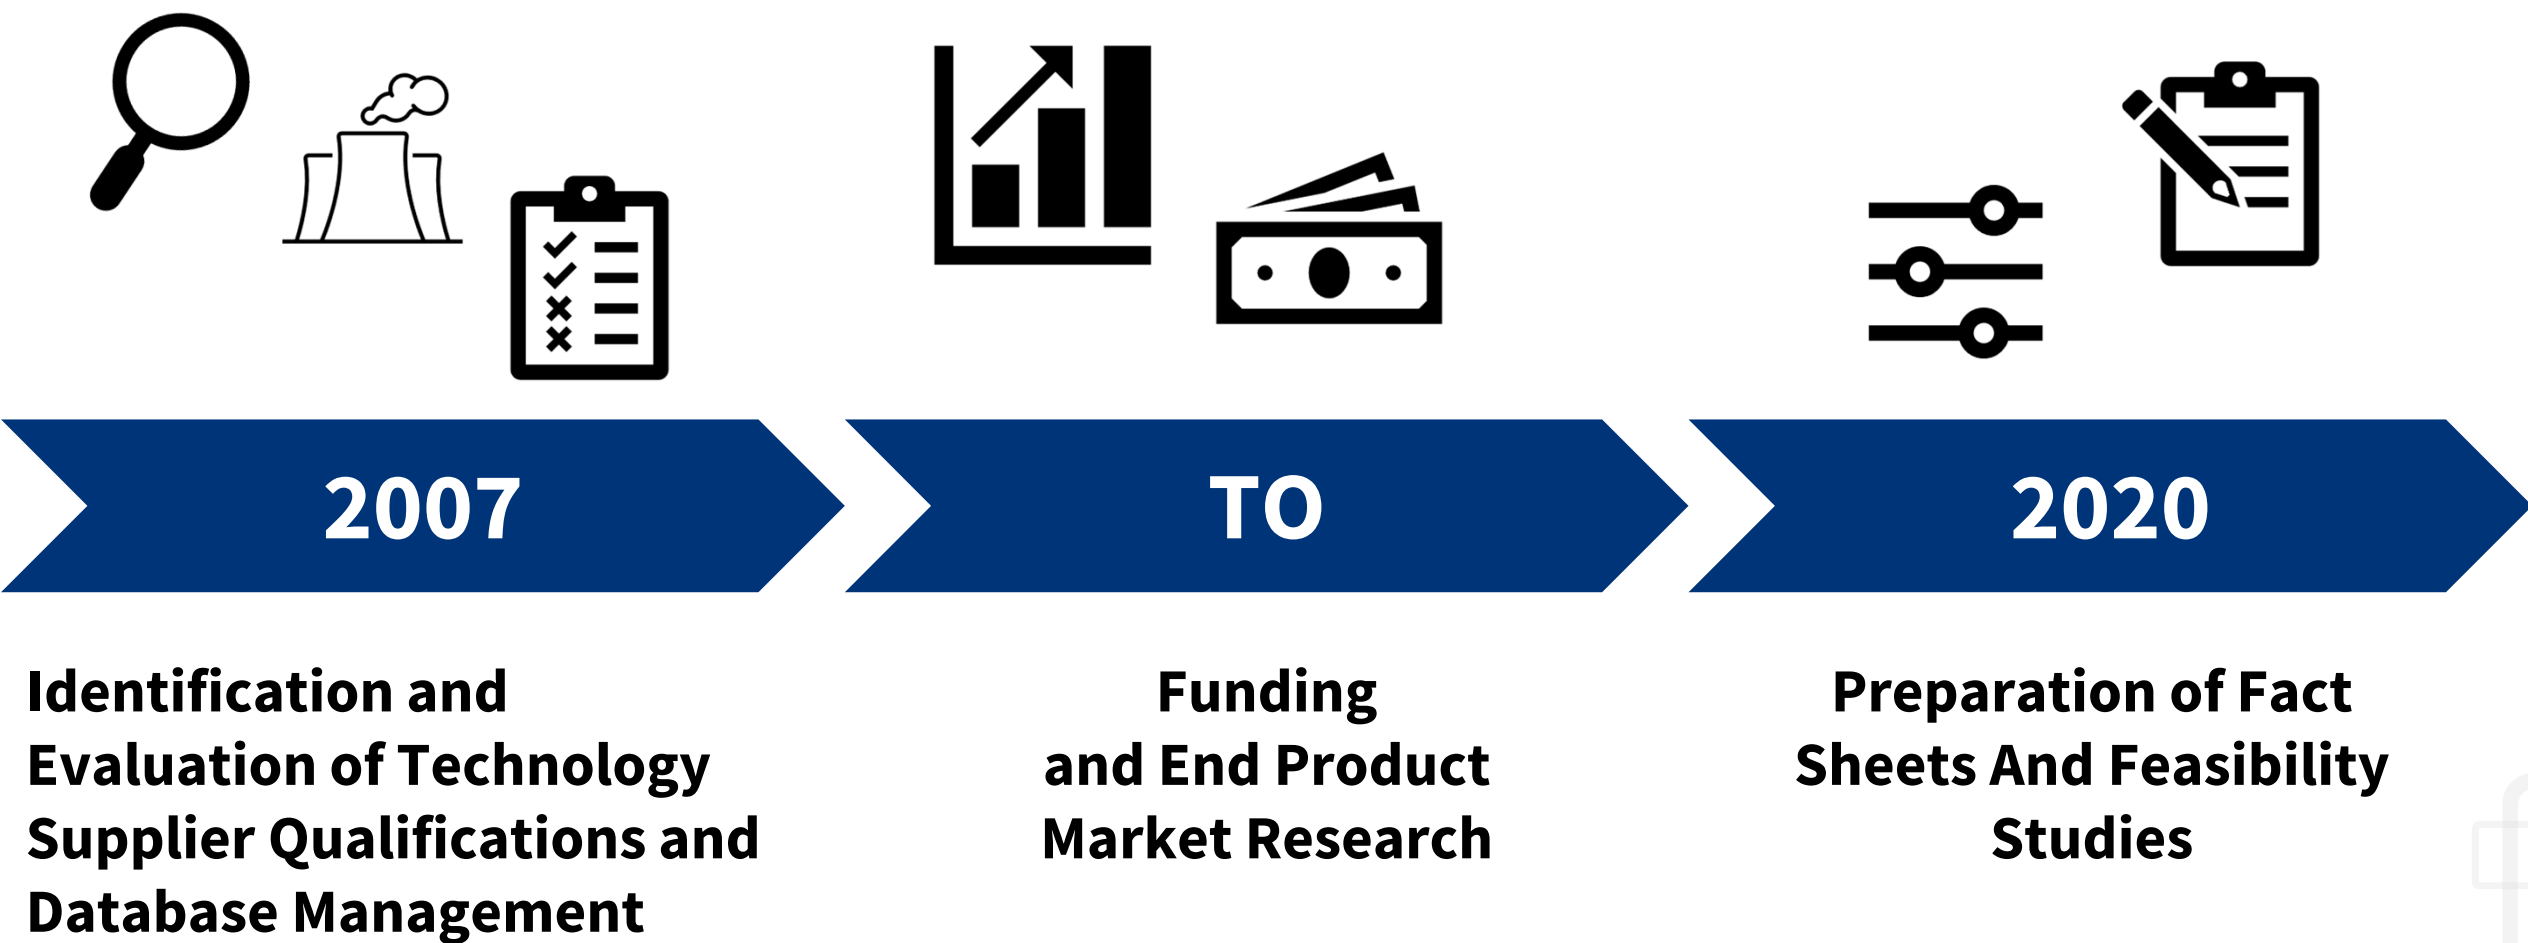 2007
TO
2020
Identification and
Evaluation of Technology
Supplier Qualifications and
Database Management
Funding
and End Product
Market Research
Preparation of Fact
Sheets And Feasibility
Studies